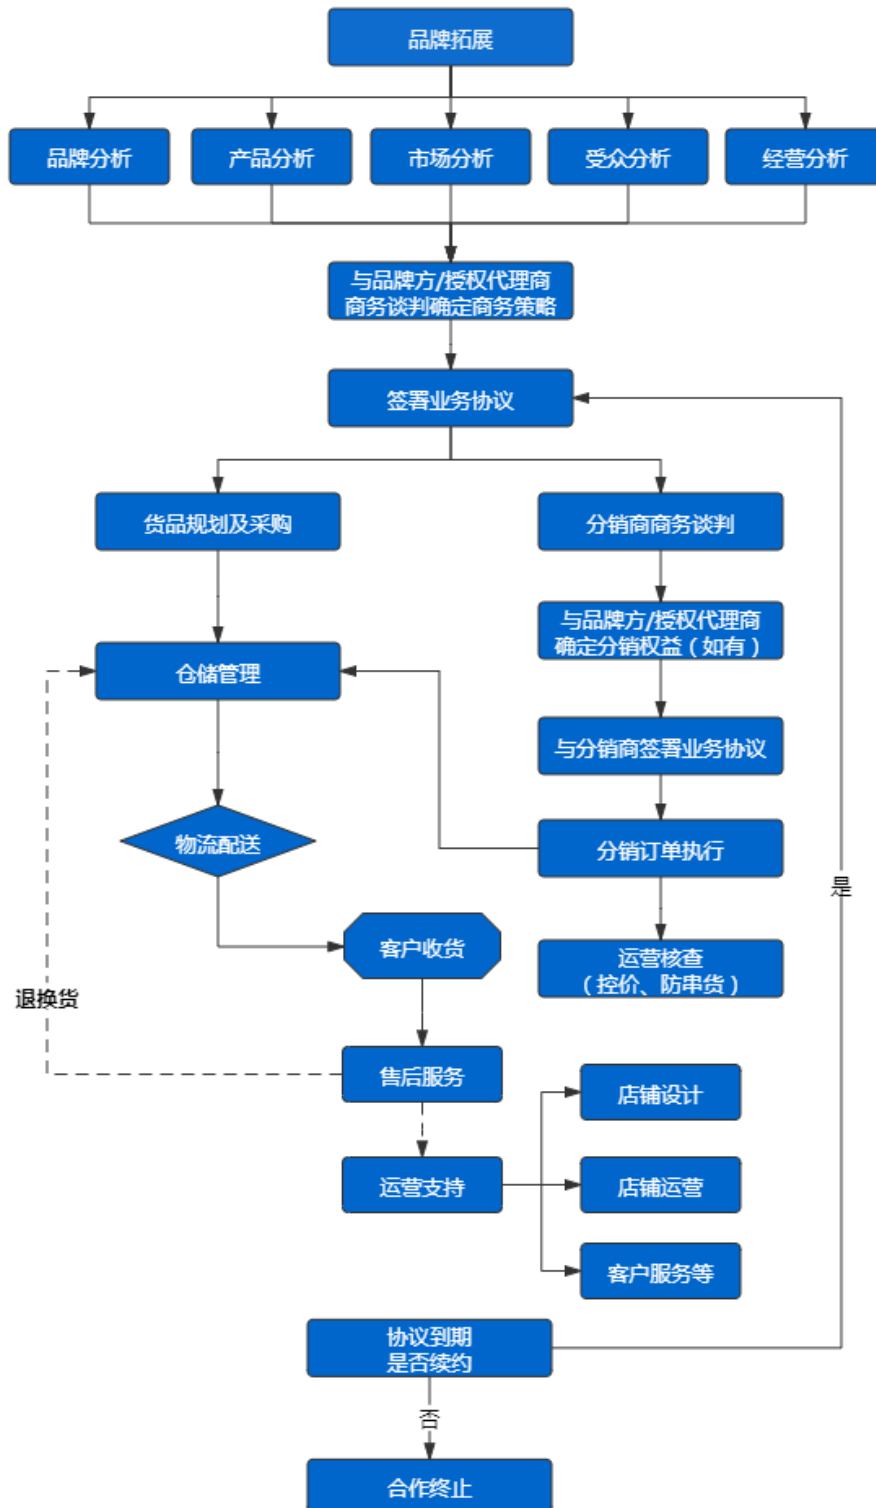 品牌拓展
品牌分析
产品分析
市场分析
受众分析
经营分析
与品牌方/授权代理商
商务谈判确定商务策略
签署业务协议
货品规划及采购
分销商商务谈判
与品牌方/授权代理商
确定分销权益（如有）
仓储管理
与分销商签署业务协议
物流配送
分销订单执行
是
客户收货
运营核查
（控价、防串货）
退换货
售后服务
店铺设计
运营支持
店铺运营
客户服务等
协议到期
是否续约
否
合作终止